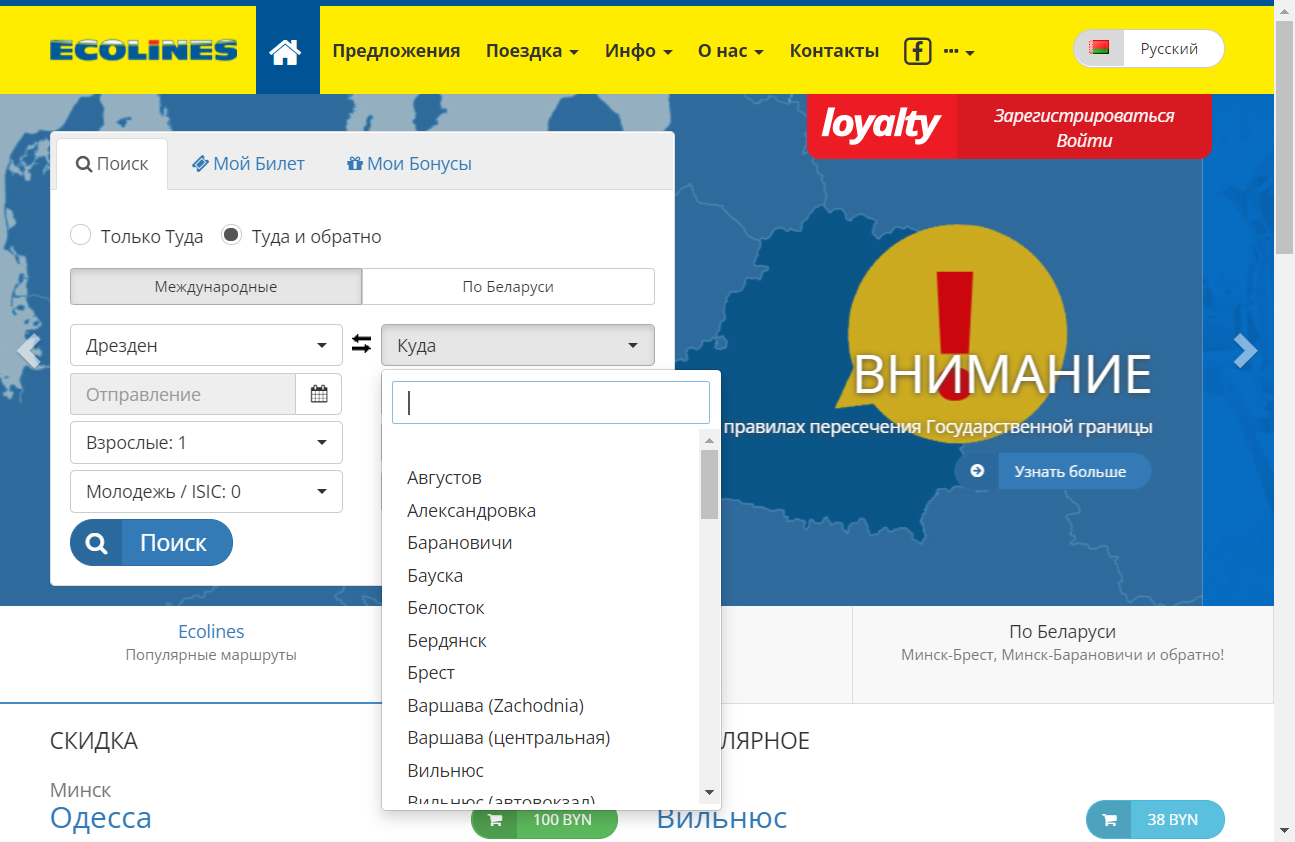 ECOLINES
Предложения
Поездка
Инфо
О нас
Контакты
Русский
loyalty
Зарегистрироваться
Войти
Поиск
Мой Билет
Мои Бонусы
Только Туда
Туда и обратно
Международные
По Беларуси
Дрезден
Куда
Отправление
Взрослые: 1
Молодежь / ISIC: 0
Поиск
Августов
Александровка
Барановичи
Бауска
Белосток
Бердянск
Брест
Варшава (Zachodnia)
Варшава (центральная)
Вильнюс
Вильнюс (автовокзал)
ВНИМАНИЕ
правилах пересечения Государственной границы
Узнать больше
Ecolines
Популярные маршруты
По Беларуси
Минск-Брест, Минск-Барановичи и обратно!
СКИДКА
Минск
Одесса
100 BYN
ЛЯРНОЕ
Вильнюс
38 BYN